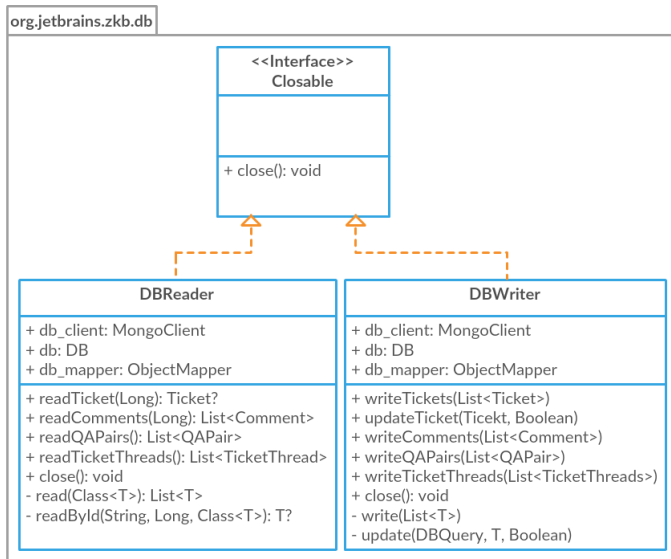 org.jetbrains.zkb.db
<<Interface>>
Closable
+ close(): void
DBReader
+ db_client: MongoClient
+ db: DB
+ db_mapper: ObjectMapper
+ readTicket(Long): Ticket?
+ readComments(Long): List<Comment>
+ readQAPairs(): List<QAPair>
+ readTicketThreads(): List<TicketThread>
+ close(): void
- read(Class<T>): List<T>
- readById(String, Long, Class<T>): T?
DBWriter
+ db_client: MongoClient
+ db: DB
+ db_mapper: ObjectMapper
+ writeTickets(List<Ticket>)
+ updateTicket(Ticekt, Boolean)
+ writeComments(List<Comment>)
+ writeQAPairs(List<QAPair>)
+ writeTicketThreads(List<TicketThreads>)
+ close(): void
- write(List<T>)
- update(DBQuery, T, Boolean)